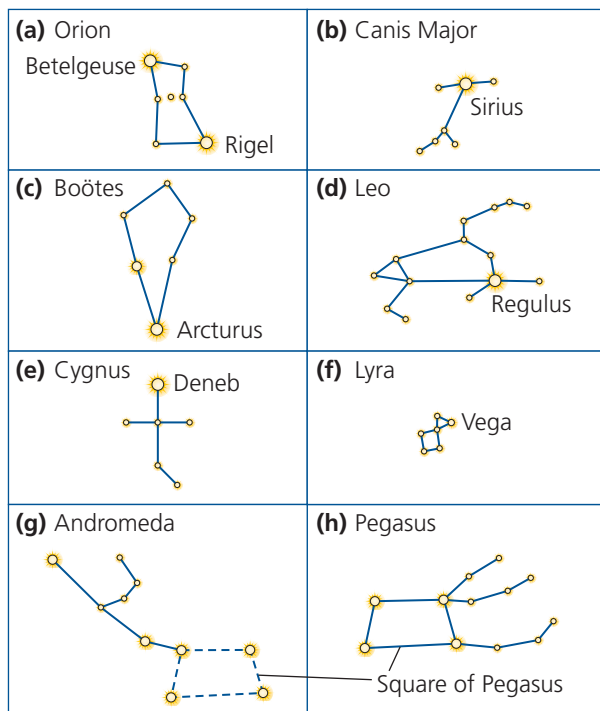 (a) Orion
Betelgeuse
Rigel
(b) Canis Major
Sirius
(c) Boötes
Arcturus
(d) Leo
Regulus
(e) Cygnus
Deneb
(f) Lyra
Vega
(g) Andromeda
(h) Pegasus
Square of Pegasus